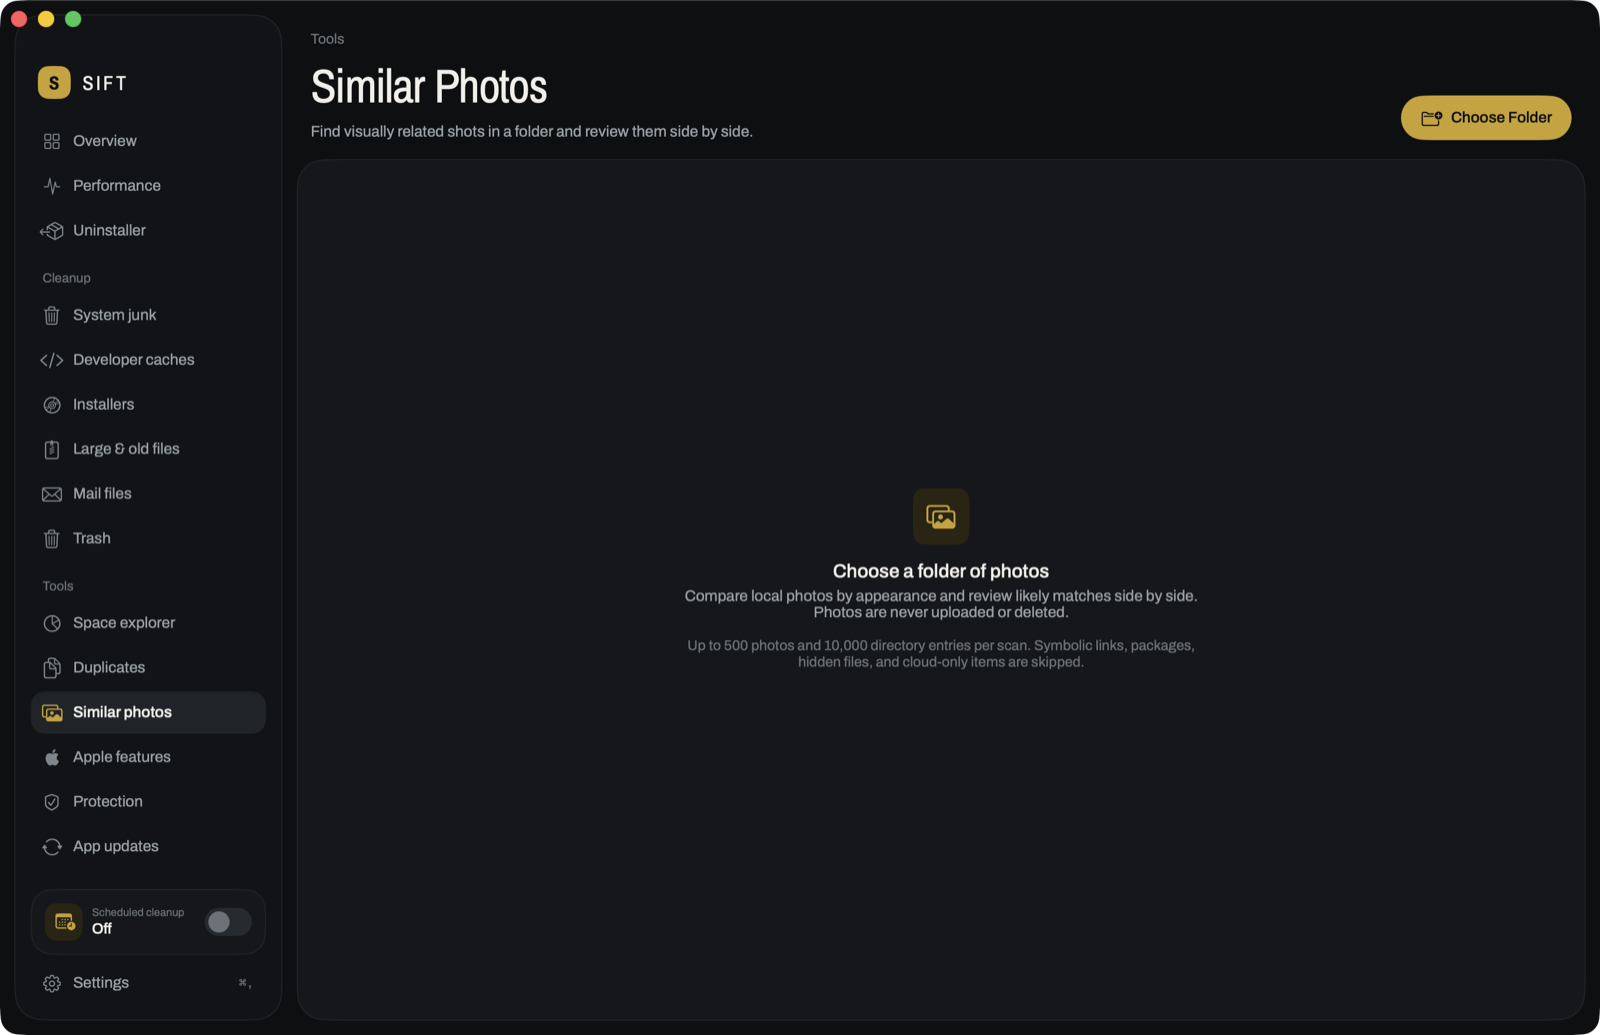 S SIFT
Overview
Performance
Uninstaller
Cleanup
System junk
Developer caches
Installers
Large & old files
Mail files
Trash
Tools
Space explorer
Duplicates
Similar photos
Apple features
Protection
App updates
Scheduled cleanup
Off
Settings ⌘,
Tools
Similar Photos
Find visually related shots in a folder and review them side by side.
Choose Folder
Choose a folder of photos
Compare local photos by appearance and review likely matches side by side.
Photos are never uploaded or deleted.
Up to 500 photos and 10,000 directory entries per scan. Symbolic links, packages,
hidden files, and cloud-only items are skipped.